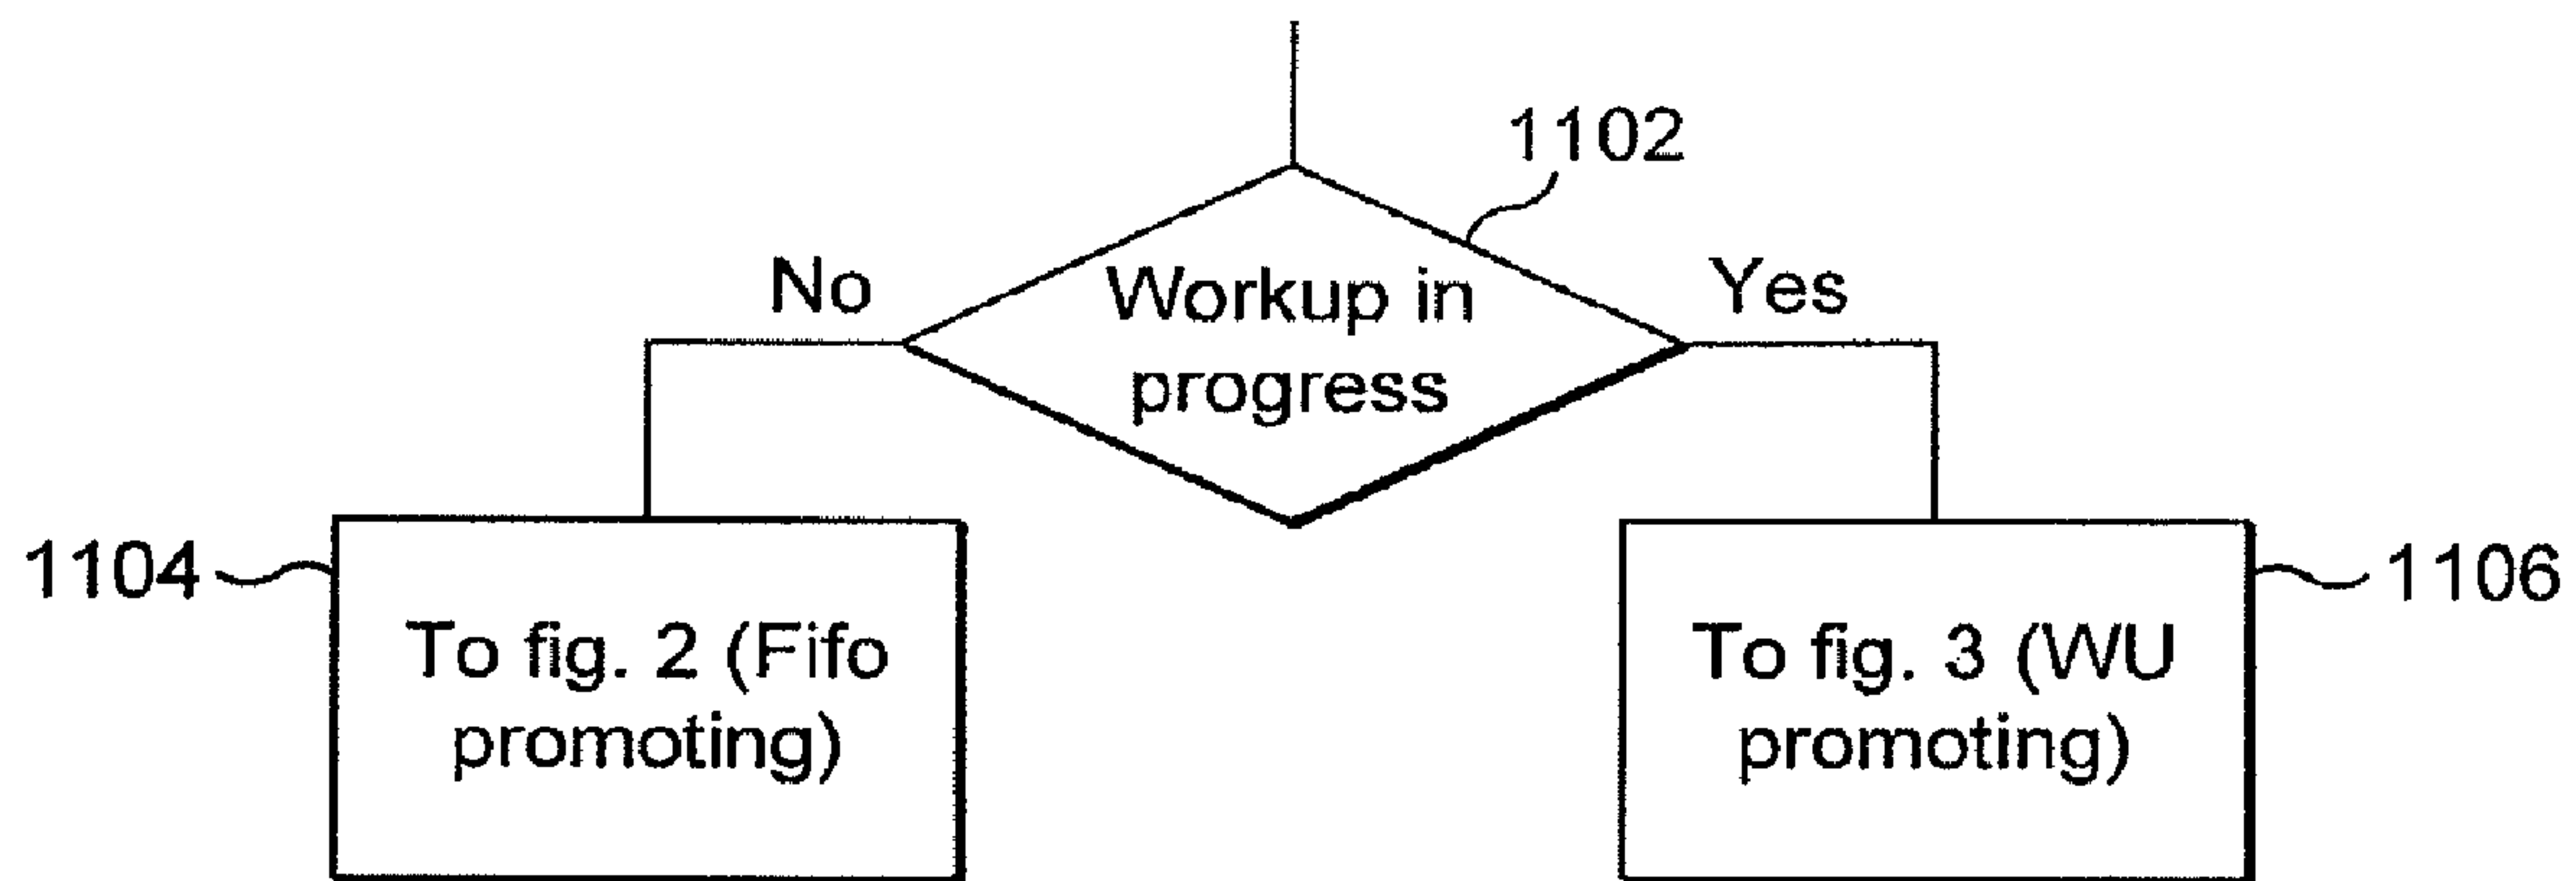 1102
No
Workup in
progress
Yes
1104
To fig. 2 (Fifo
promoting)
To fig. 3 (WU
promoting)
1106